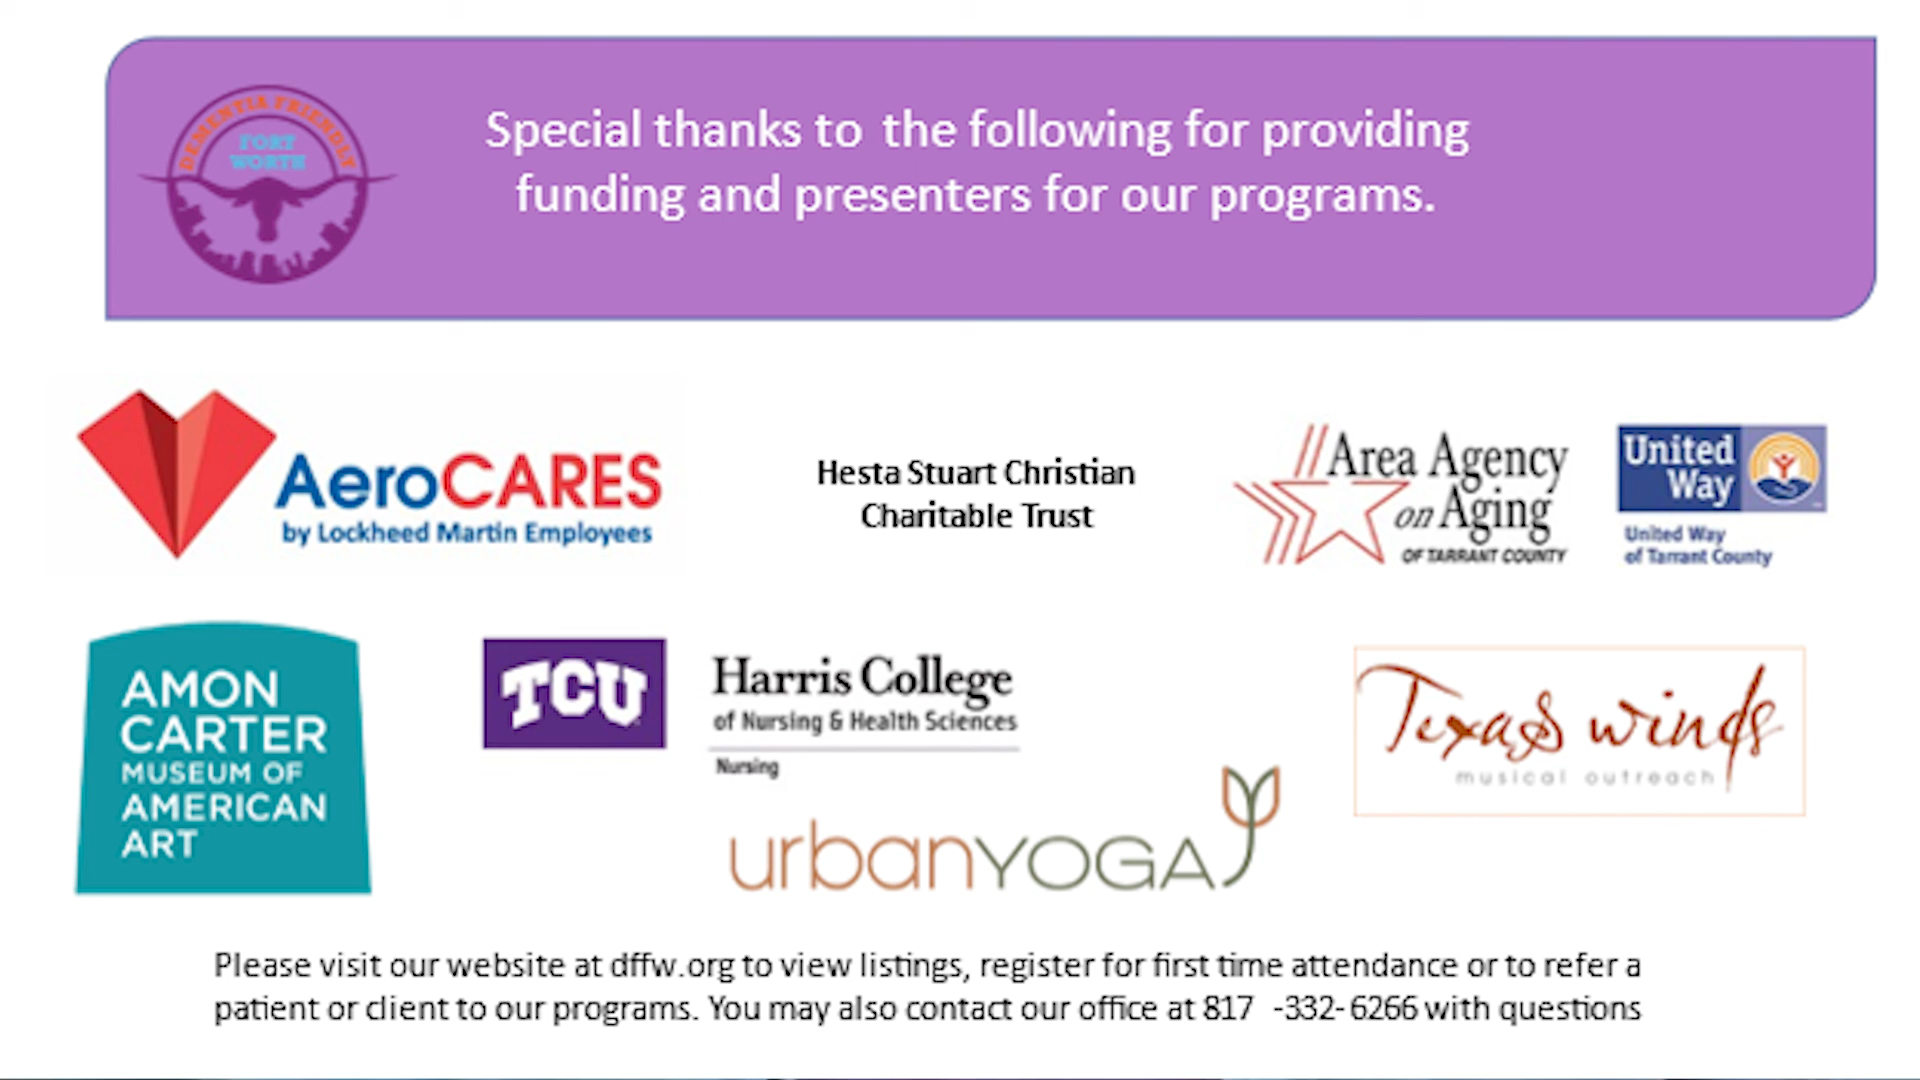 DEMENTIA FRIENDLY
FORT
WORTH
Special thanks to the following for providing
funding and presenters for our programs.
AeroCARES
by Lockheed Martin Employees
Hesta Stuart Christian
Charitable Trust
Area Agency
on Aging
OF TARRANT COUNTY
United
Way
United Way
of Tarrant County
AMON
CARTER
MUSEUM OF
AMERICAN
ART
TCU
Harris College
of Nursing & Health Sciences
Nursing
Texas winds
musical outreach
urbanYOGA
Please visit our website at dffw.org to view listings, register for first time attendance or to refer a
patient or client to our programs. You may also contact our office at 817 -332-6266 with questions